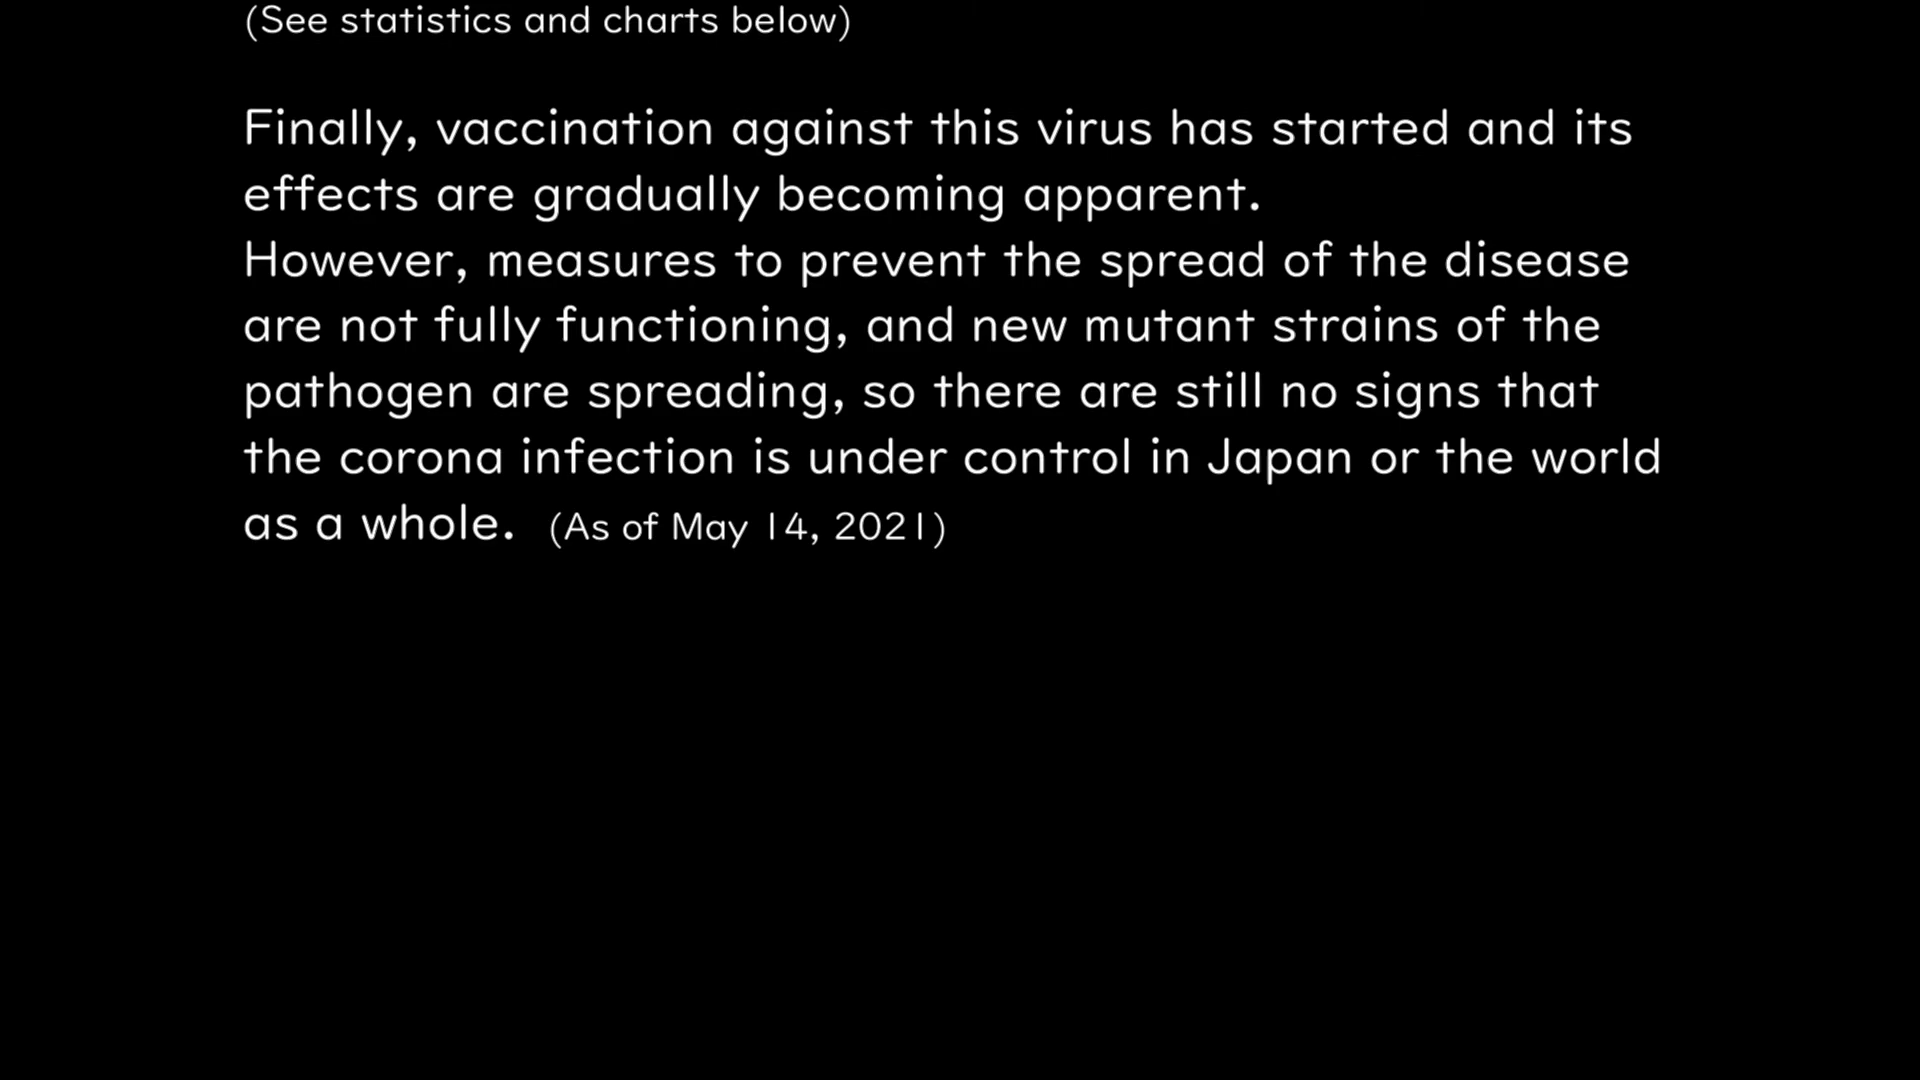 (See statistics and charts below)
Finally, vaccination against this virus has started and its
effects are gradually becoming apparent.
However, measures to prevent the spread of the disease
are not fully functioning, and new mutant strains of the
pathogen are spreading, so there are still no signs that
the corona infection is under control in Japan or the world
as a whole. (As of May 14, 2021)